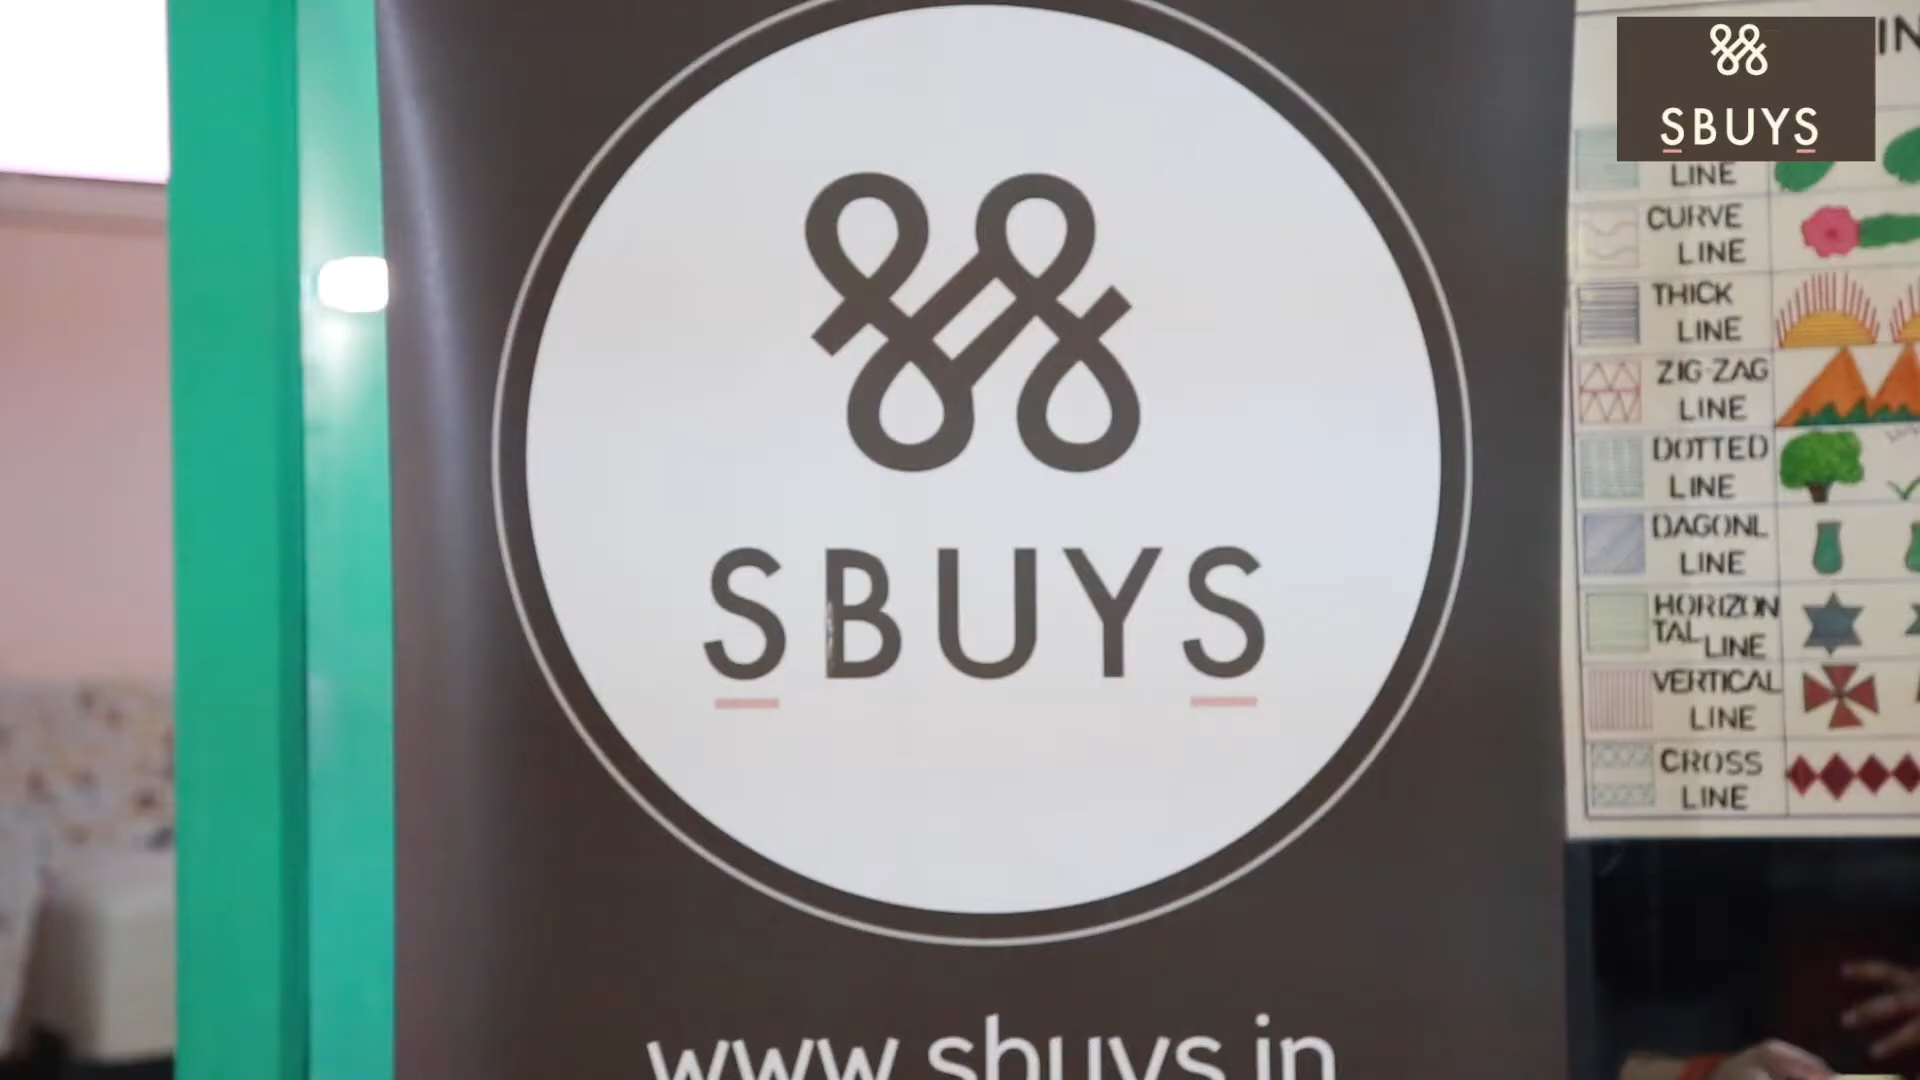 SBUYS
www.sbuys.in
SBUYS
IN
LINE
CURVE
LINE
THICK
LINE
ZIG-ZAG
LINE
DOTTED
LINE
DAGONL
LINE
HORIZON
TAL LINE
VERTICAL
LINE
CROSS
LINE